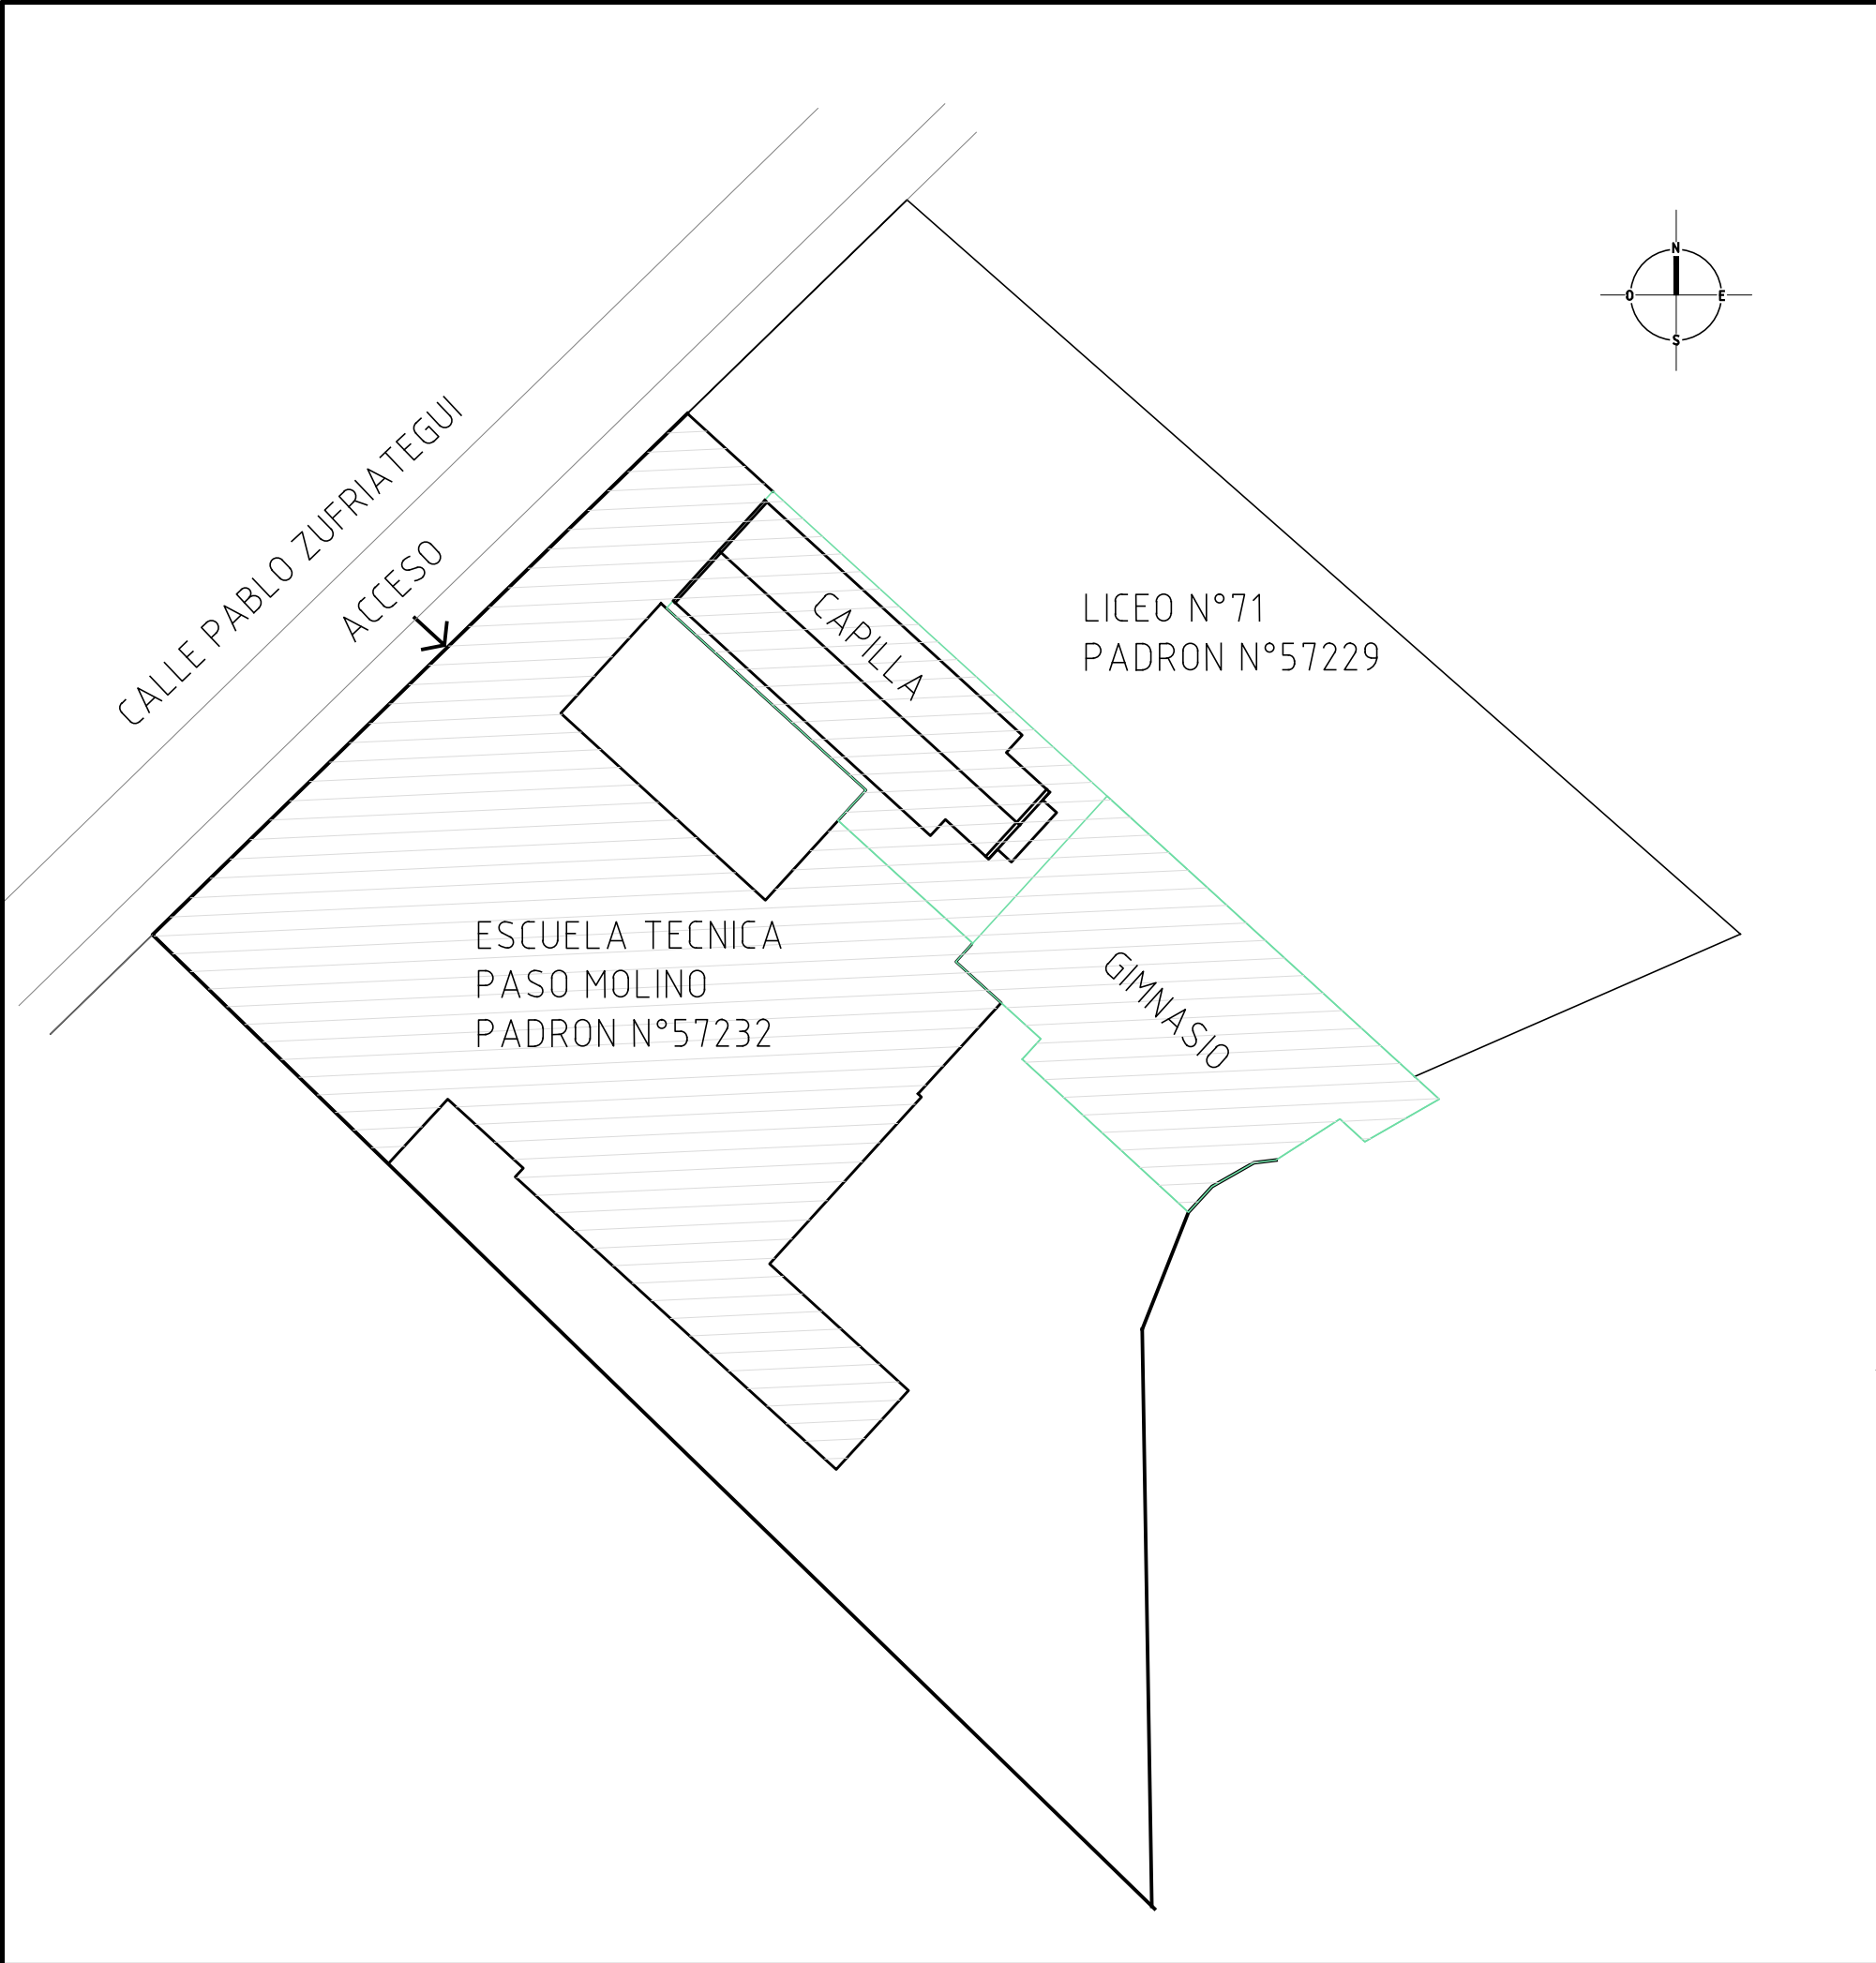 N
O
E
S
CALLE PABLO ZUFRIATEGUI
ACCESO
CAPILLA
LICEO N°71
PADRON N°57229
ESCUELA TECNICA
PASO MOLINO
PADRON N°57232
GIMNASIO